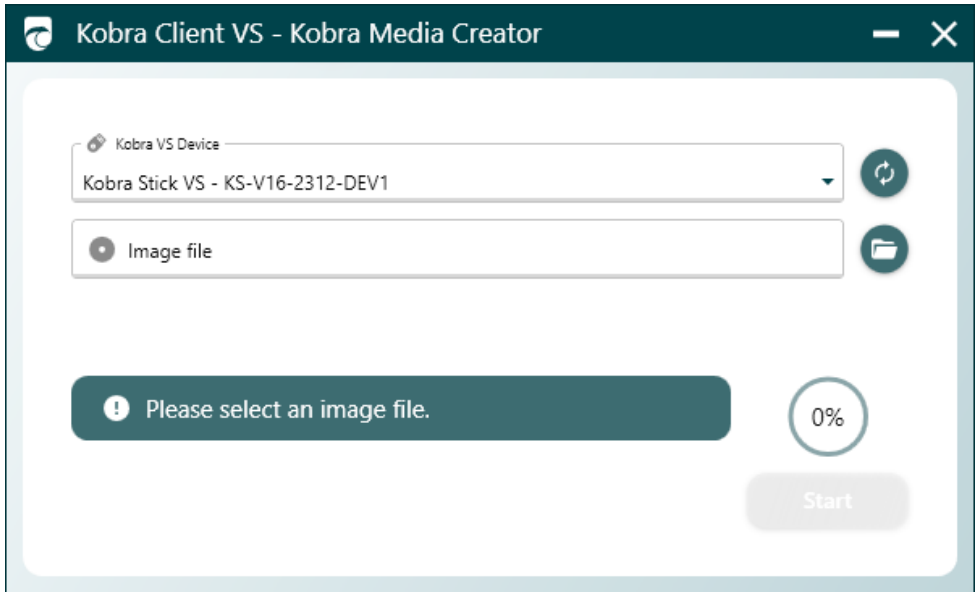 Kobra Client VS - Kobra Media Creator
Kobra VS Device
Kobra Stick VS - KS-V16-2312-DEV1
Image file
Please select an image file.
0%
Start